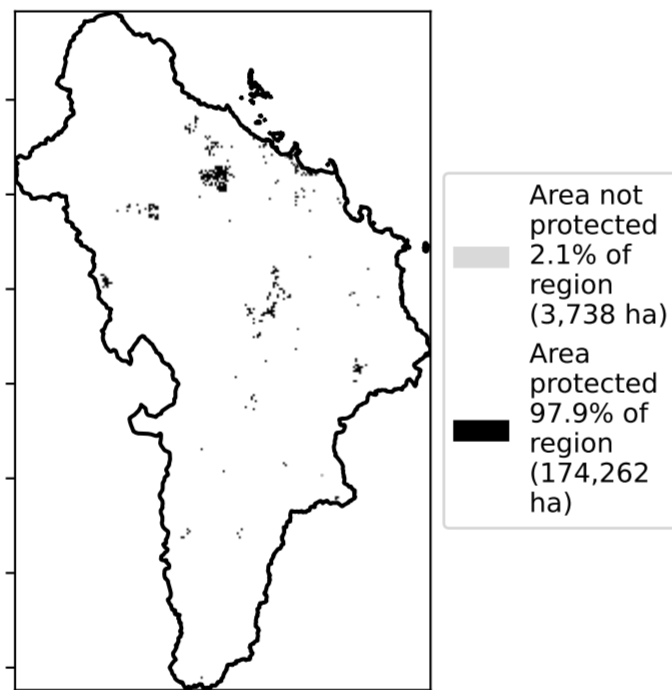 Area not
protected
2.1% of
region
(3,738 ha)
Area
protected
97.9% of
region
(174,262
ha)